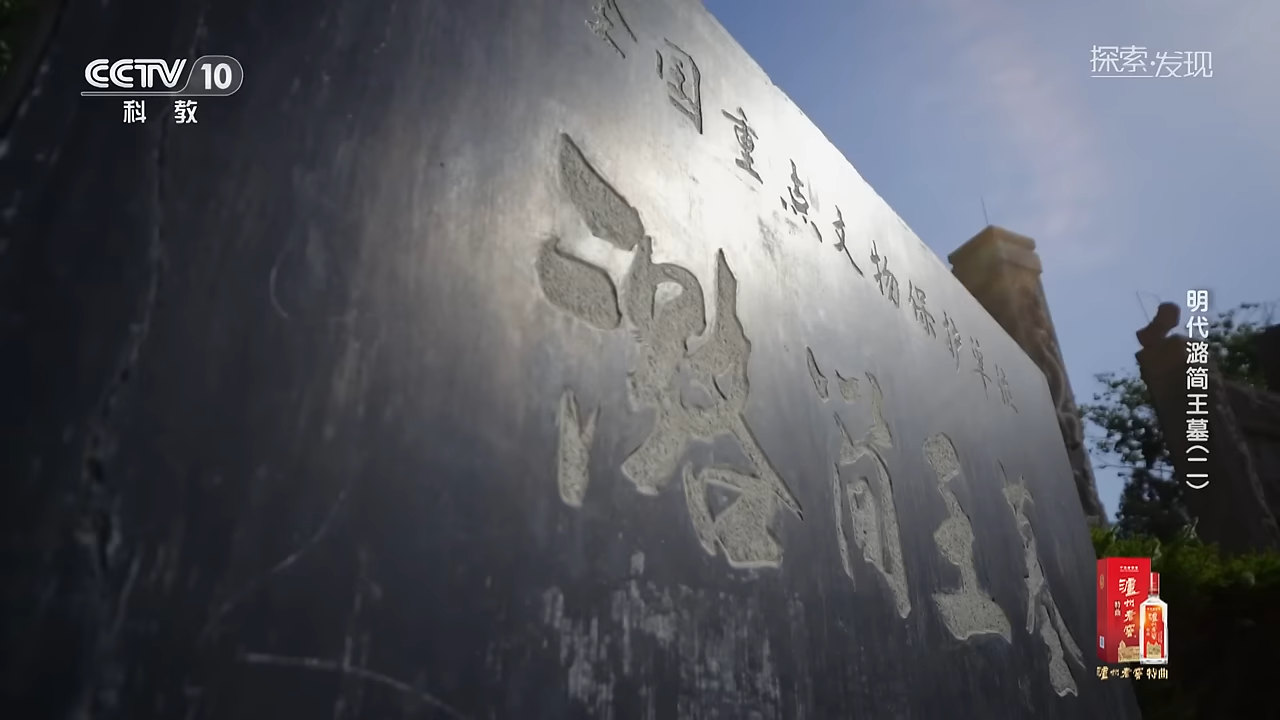 CCTV 10
科教
探索·发现
全国重点文物保护单位
潞简王墓
明代潞简王墓(二)
泸州老窖
特曲
泸州老窖特曲